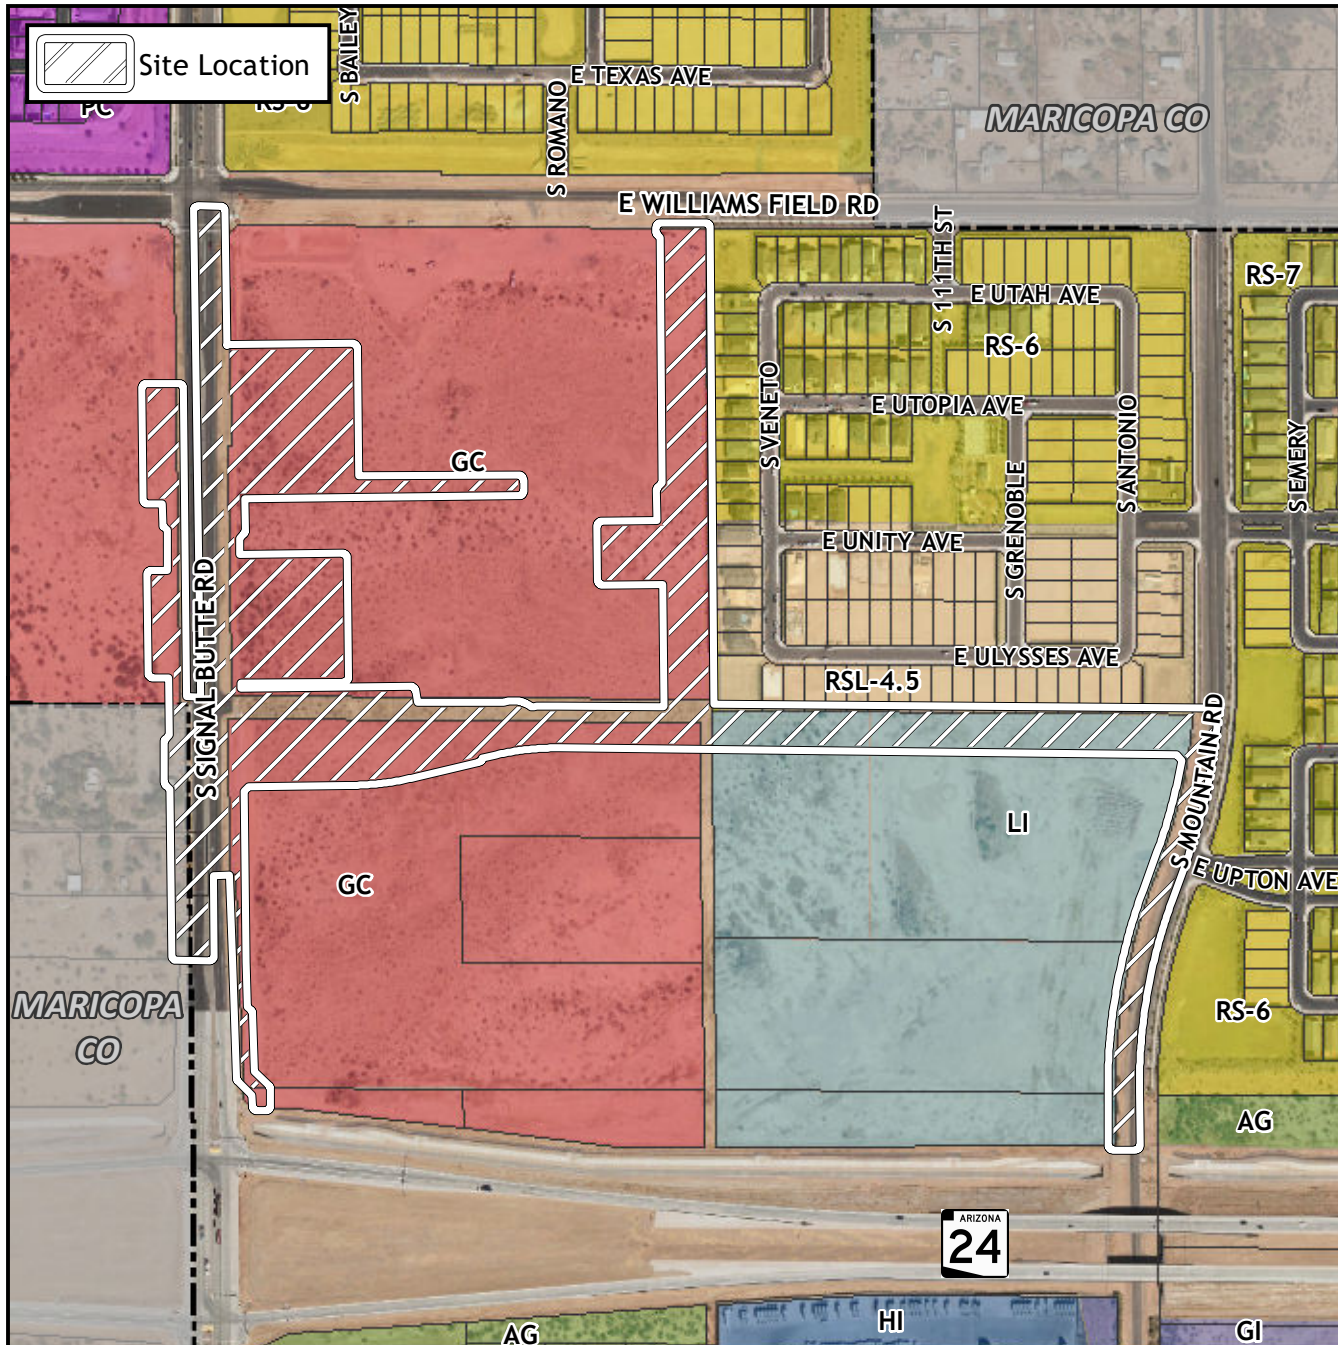 Site Location
S BAILEY
E TEXAS AVE
PC
RS-6
S ROMANO
MARICOPA CO
E WILLIAMS FIELD RD
S 111TH ST
RS-7
E UTAH AVE
RS-6
S VENETO
E UTOPIA AVE
S ANTONIO
S EMERY
GC
S GRENOBLE
E UNITY AVE
S SIGNAL BUTTE RD
E ULYSSES AVE
RSL-4.5
S MOUNTAIN RD
LI
E UPTON AVE
GC
MARICOPA
CO
RS-6
AG
ARIZONA
24
AG
HI
GI